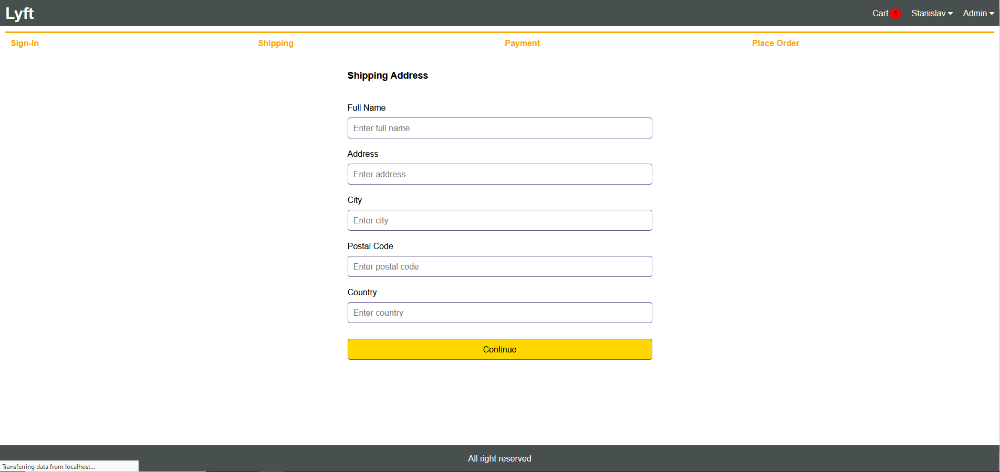 Lyft
Cart 1 Stanislav Admin
Sign-In Shipping Payment Place Order
Shipping Address
Full Name
Enter full name
Address
Enter address
City
Enter city
Postal Code
Enter postal code
Country
Enter country
Continue
All right reserved
Transferring data from localhost...